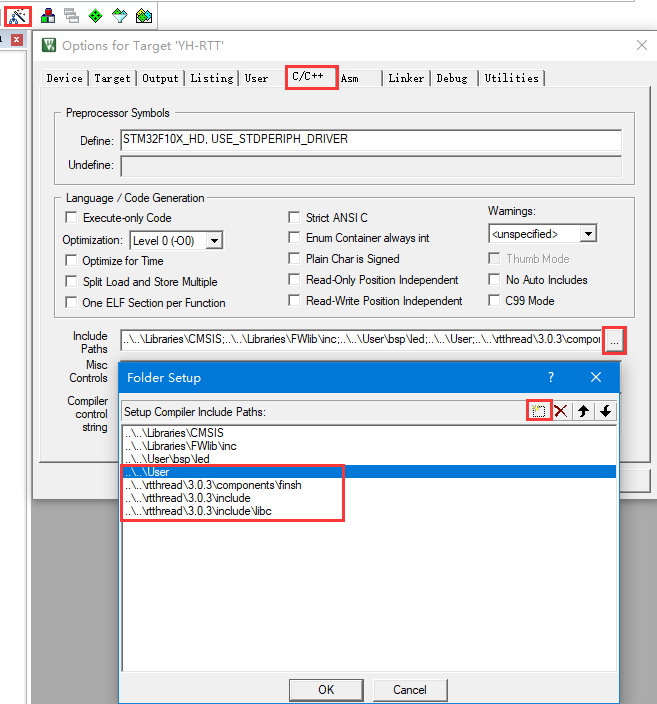 Options for Target 'YH-RTT'
Device Target Output Listing User C/C++ Asm Linker Debug Utilities
Preprocessor Symbols
Define: STM32F10X_HD, USE_STDPERIPH_DRIVER
Undefine:
Language / Code Generation
Execute-only Code Strict ANSI C Warnings:
Optimization: Level 0 (-O0) Enum Container always int <unspecified>
Optimize for Time Plain Char is Signed Thumb Mode
Split Load and Store Multiple Read-Only Position Independent No Auto Includes
One ELF Section per Function Read-Write Position Independent C99 Mode
Include Paths ..\..\Libraries\CMSIS;..\..\Libraries\FWlib\inc;..\..\User\bsp\led;..\..\User;..\..\rtthread\3.0.3\compor ...
Misc Controls
Compiler control string
Folder Setup ?
Setup Compiler Include Paths:
..\..\Libraries\CMSIS
..\..\Libraries\FWlib\inc
..\..\User\bsp\led
..\..\User
..\..\rtthread\3.0.3\components\finsh
..\..\rtthread\3.0.3\include
..\..\rtthread\3.0.3\include\libc
OK Cancel